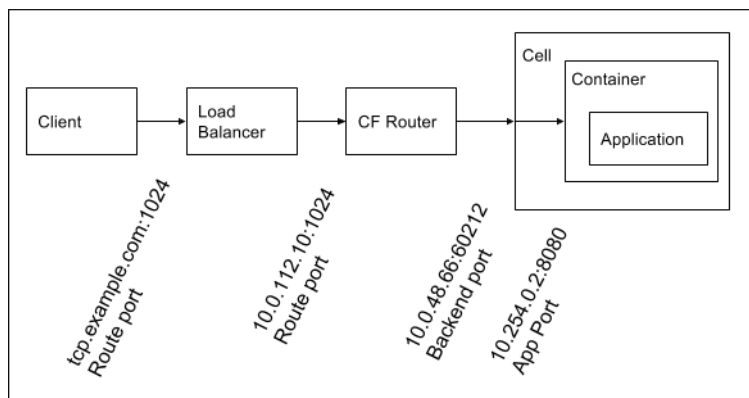 Cell
Container
Client
Load
Balancer
CF Router
Application
tcp.example.com:1024
Route port
10.0.112.10:1024
Route port
10.0.48.66:60212
Backend port
10.254.0.2:8080
App Port